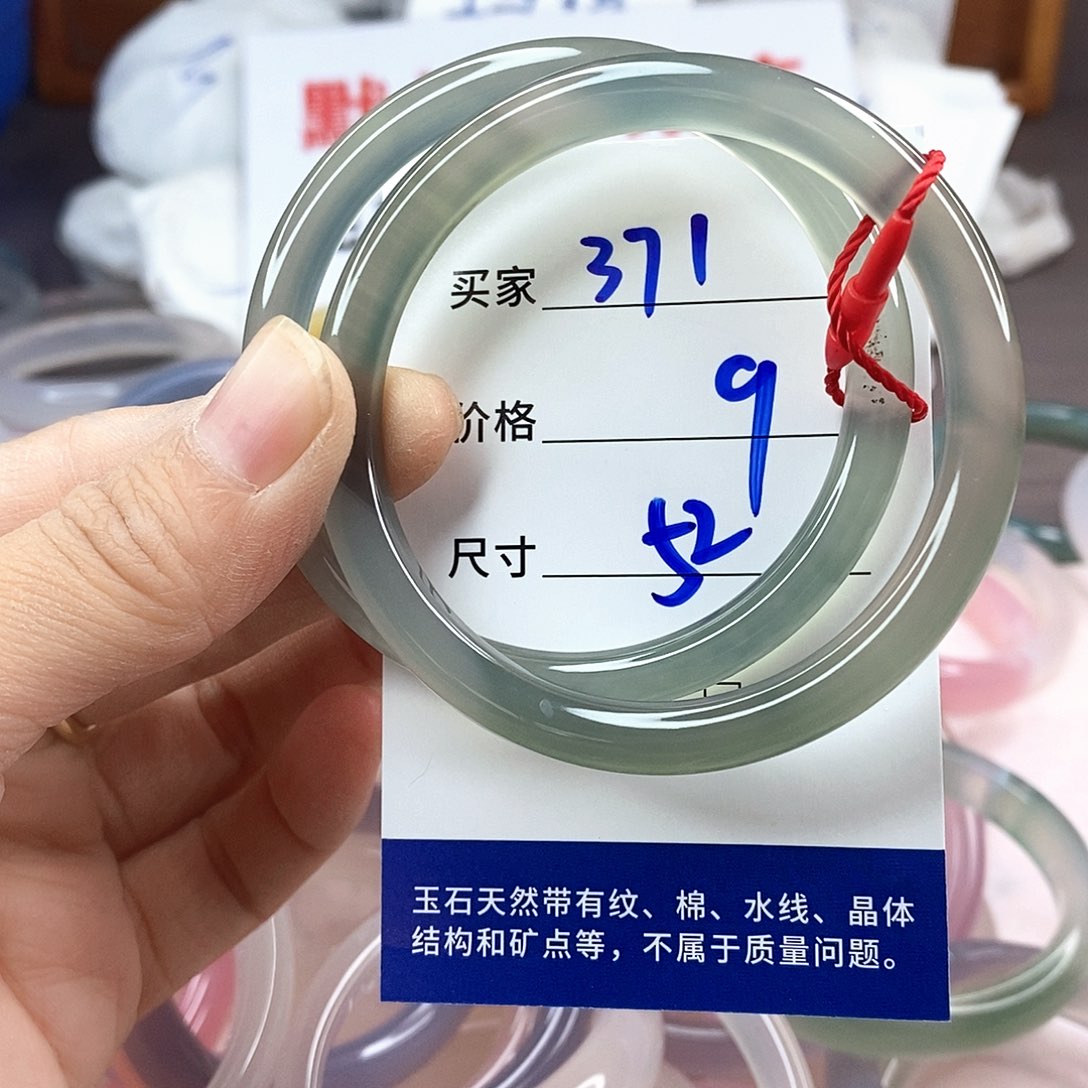 买家 371
价格 9
尺寸 52
玉石天然带有纹、棉、水线、晶体
结构和矿点等，不属于质量问题。